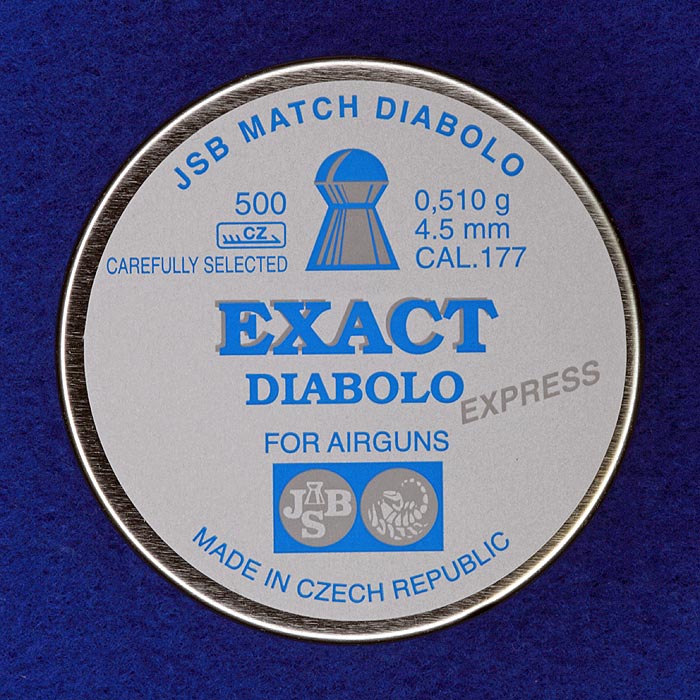 JSB MATCH DIABOLO
500
CZ
CAREFULLY SELECTED
0,510 g
4.5 mm
CAL.177
EXACT
DIABOLO
EXPRESS
FOR AIRGUNS
JSB
MADE IN CZECH REPUBLIC